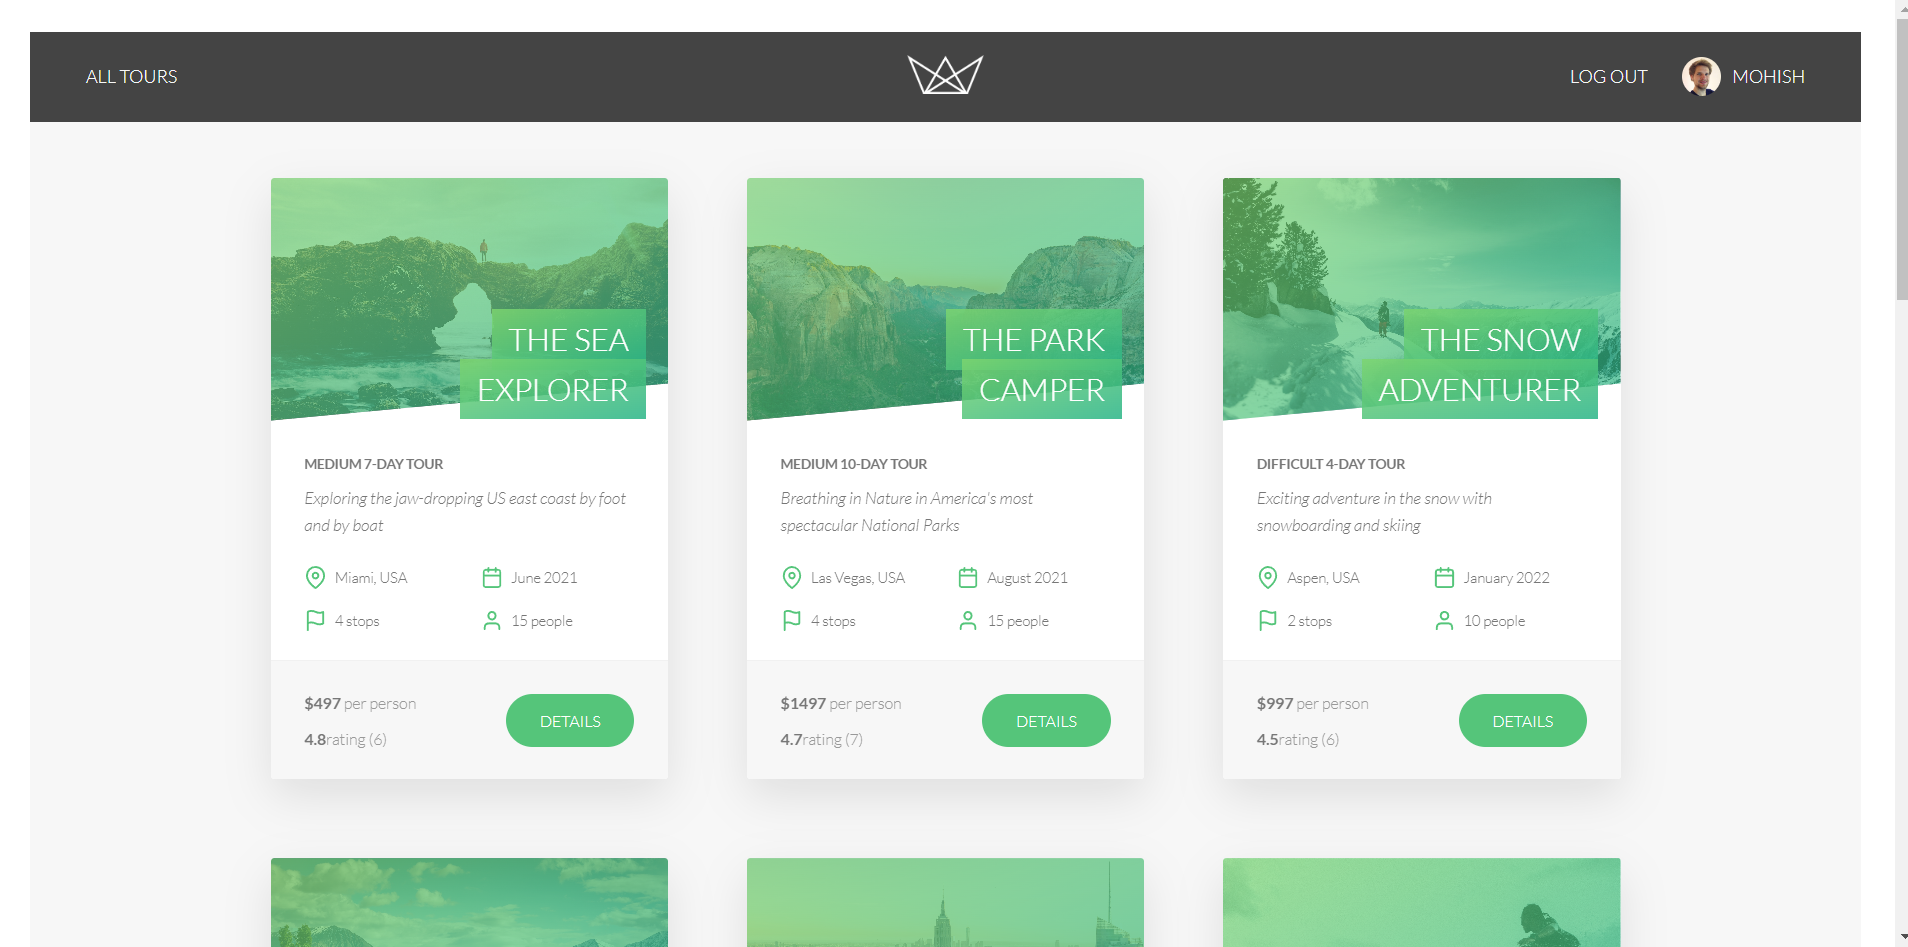 ALL TOURS
LOG OUT
MOHISH
THE SEA
EXPLORER
MEDIUM 7-DAY TOUR
Exploring the jaw-dropping US east coast by foot
and by boat
Miami, USA
June 2021
4 stops
15 people
$497 per person
4.8rating (6)
DETAILS
THE PARK
CAMPER
MEDIUM 10-DAY TOUR
Breathing in Nature in America's most
spectacular National Parks
Las Vegas, USA
August 2021
4 stops
15 people
$1497 per person
4.7rating (7)
DETAILS
THE SNOW
ADVENTURER
DIFFICULT 4-DAY TOUR
Exciting adventure in the snow with
snowboarding and skiing
Aspen, USA
January 2022
2 stops
10 people
$997 per person
4.5rating (6)
DETAILS